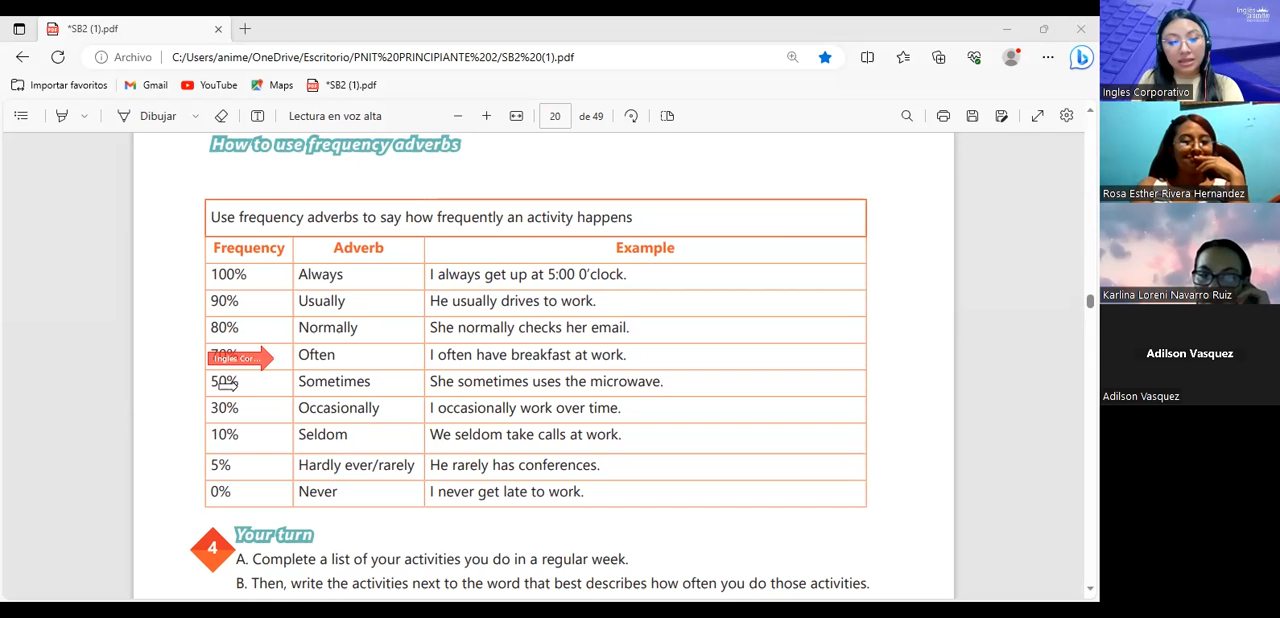 *SB2 (1).pdf
Archivo C:/Users/anime/OneDrive/Escritorio/PNIT%20PRINCIPIANTE%202/SB2%20(1).pdf
Importar favoritos Gmail YouTube Maps *SB2 (1).pdf
Dibujar Lectura en voz alta 20 de 49
How to use frequency adverbs
Use frequency adverbs to say how frequently an activity happens
Frequency Adverb Example
100% Always I always get up at 5:00 0'clock.
90% Usually He usually drives to work.
80% Normally She normally checks her email.
70% Often I often have breakfast at work.
Ingles Cor...
50% Sometimes She sometimes uses the microwave.
30% Occasionally I occasionally work over time.
10% Seldom We seldom take calls at work.
5% Hardly ever/rarely He rarely has conferences.
0% Never I never get late to work.
4 Your turn
A. Complete a list of your activities you do in a regular week.
B. Then, write the activities next to the word that best describes how often you do those activities.
Ingles Corporativo
Rosa Esther Rivera Hernandez
Karlina Loreni Navarro Ruiz
Adilson Vasquez
Adilson Vasquez